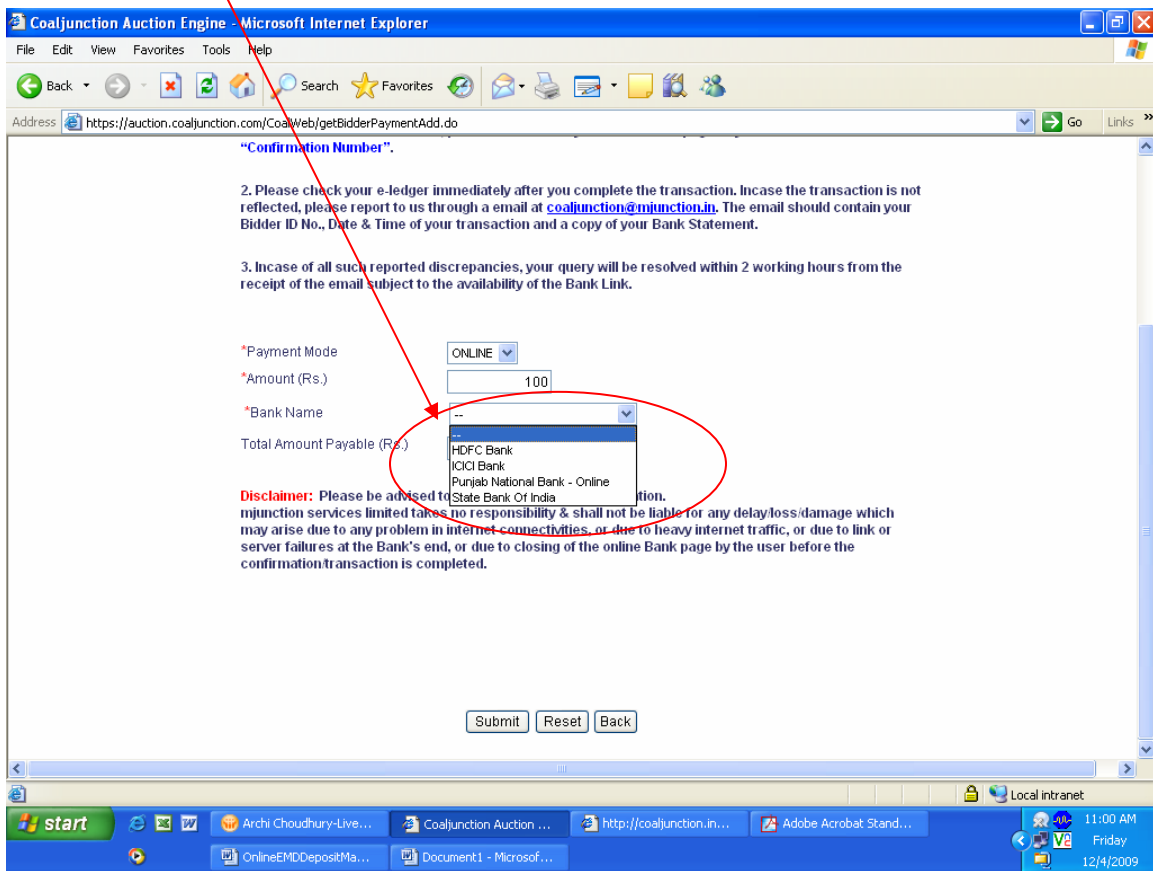 Coaljunction Auction Engine - Microsoft Internet Explorer
File Edit View Favorites Tools Help
Back Search Favorites
Address https://auction.coaljunction.com/CoalWeb/getBidderPaymentAdd.do Go Links »
“Confirmation Number”.
2. Please check your e-ledger immediately after you complete the transaction. Incase the transaction is not
reflected, please report to us through a email at coaljunction@mjunction.in. The email should contain your
Bidder ID No., Date & Time of your transaction and a copy of your Bank Statement.
3. Incase of all such reported discrepancies, your query will be resolved within 2 working hours from the
receipt of the email subject to the availability of the Bank Link.
*Payment Mode ONLINE
*Amount (Rs.) 100
*Bank Name --
--
Total Amount Payable (Rs.)
HDFC Bank
ICICI Bank
Punjab National Bank - Online
State Bank Of India
Disclaimer: Please be advised to
mjunction services limited takes no responsibility & shall not be liable for any delay/loss/damage which
may arise due to any problem in internet connectivities, or due to heavy internet traffic, or due to link or
server failures at the Bank's end, or due to closing of the online Bank page by the user before the
confirmation/transaction is completed.
Submit Reset Back
Local intranet
start Archi Choudhury-Live... Coaljunction Auction ... http://coaljunction.in... Adobe Acrobat Stand... 11:00 AM
OnlineEMDDepositMa... Document1 - Microsof... Friday
12/4/2009